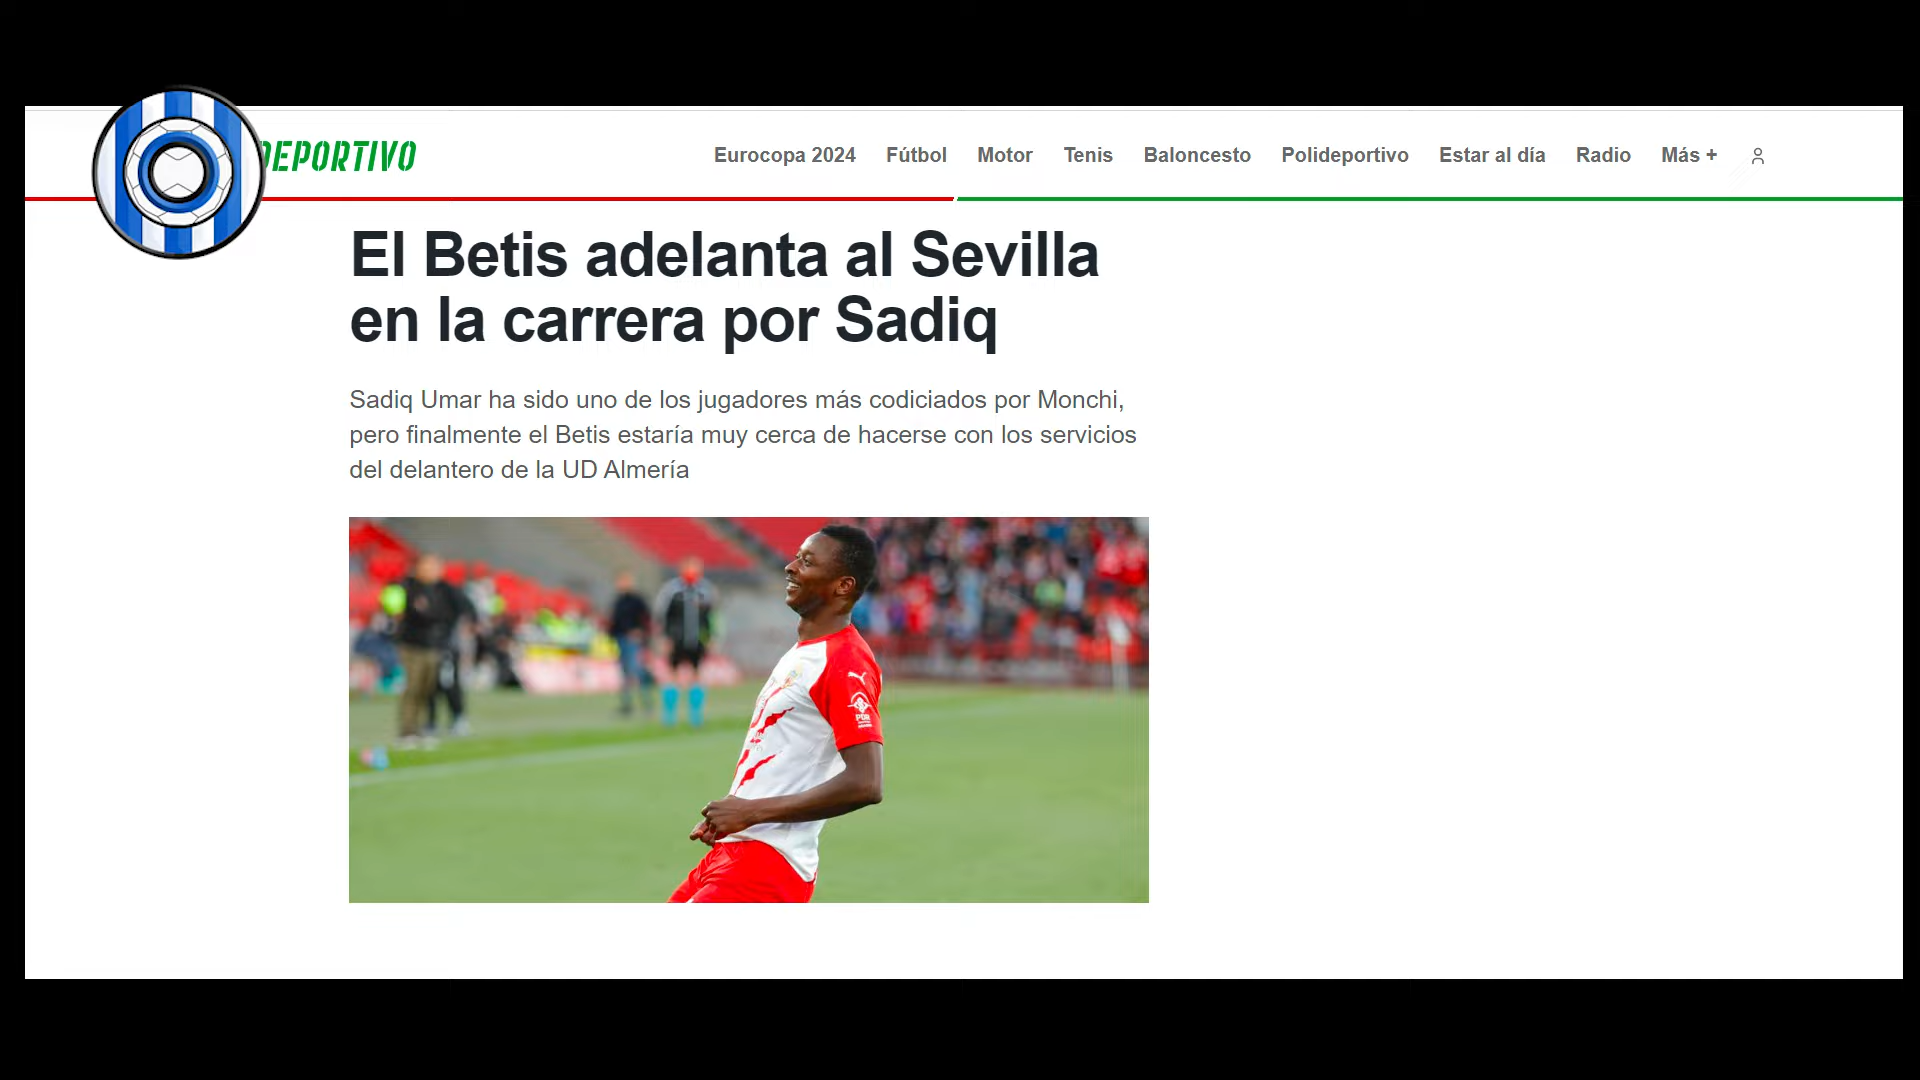 DEPORTIVO
Eurocopa 2024 Fútbol Motor Tenis Baloncesto Polideportivo Estar al día Radio Más +
El Betis adelanta al Sevilla
en la carrera por Sadiq
Sadiq Umar ha sido uno de los jugadores más codiciados por Monchi,
pero finalmente el Betis estaría muy cerca de hacerse con los servicios
del delantero de la UD Almería